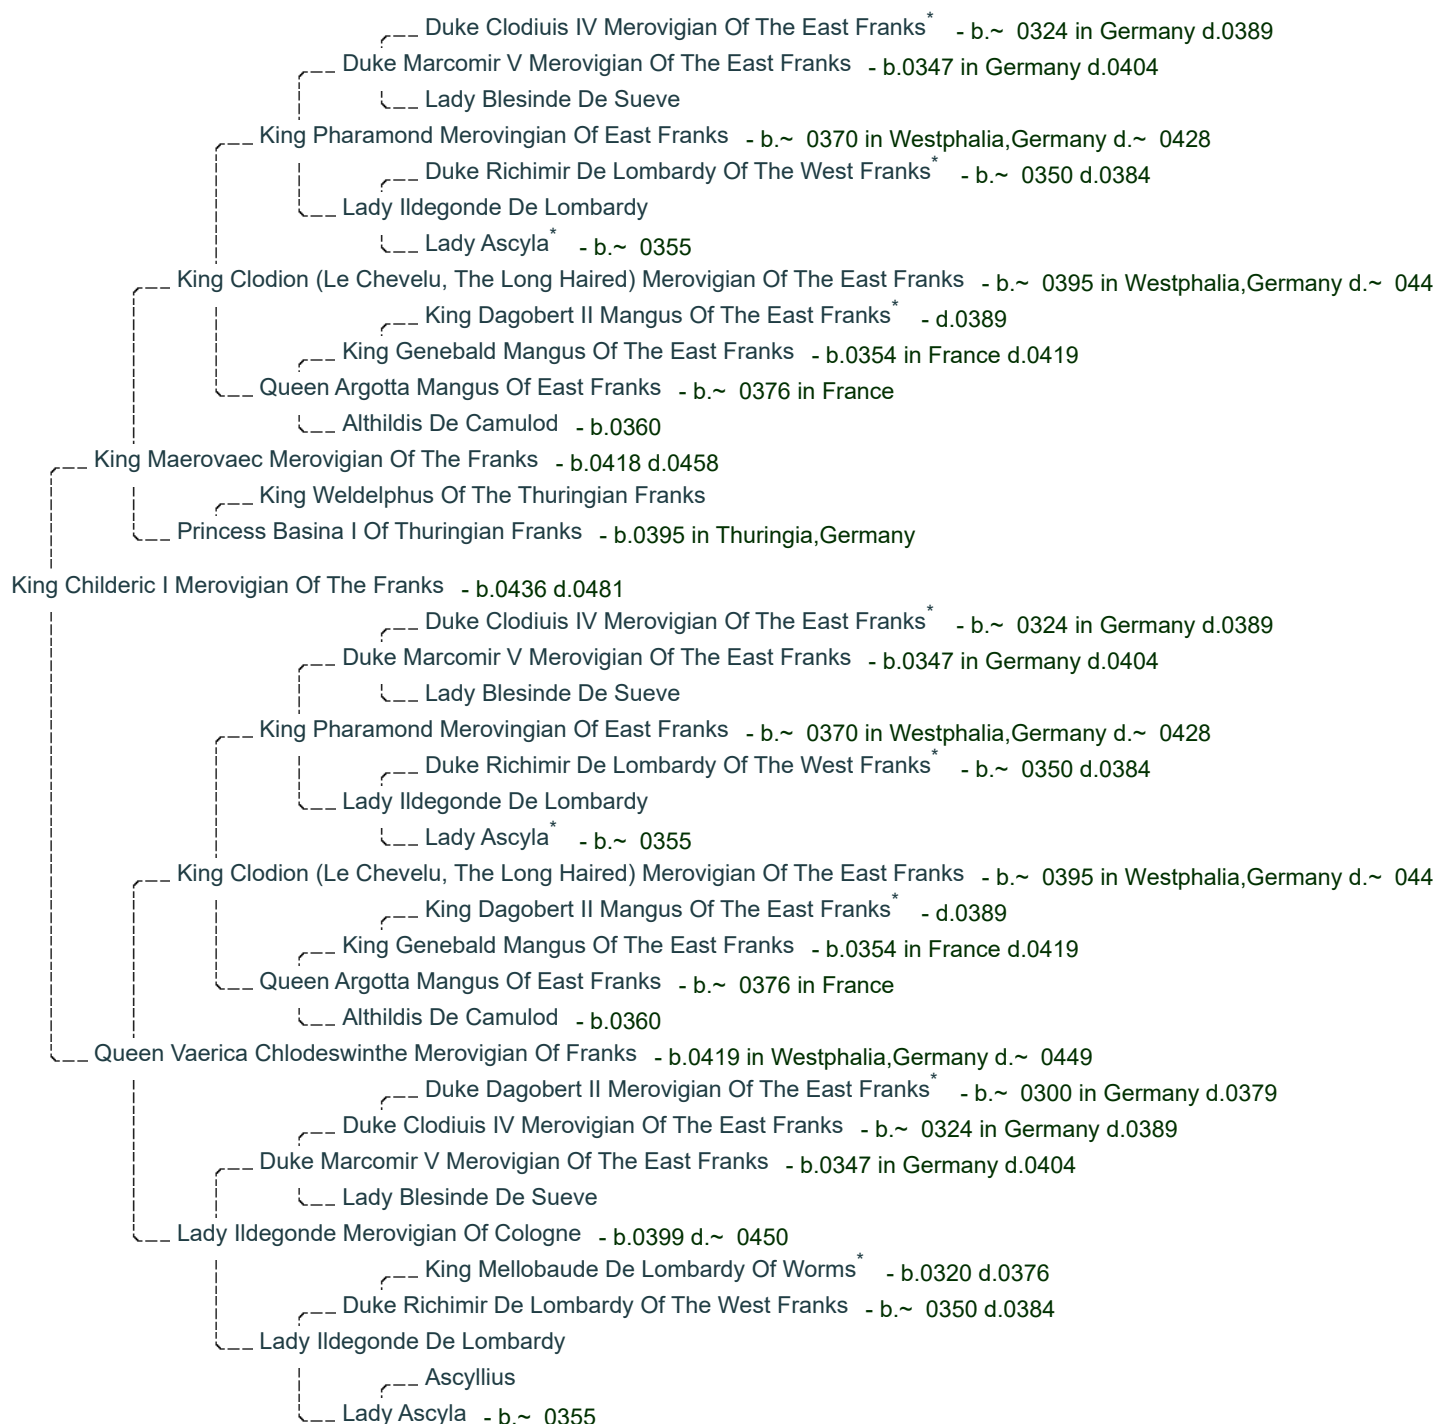 Duke Clodiuis IV Merovigian Of The East Franks* - b.~ 0324 in Germany d.0389
Duke Marcomir V Merovigian Of The East Franks - b.0347 in Germany d.0404
Lady Blesinde De Sueve
King Pharamond Merovingian Of East Franks - b.~ 0370 in Westphalia,Germany d.~ 0428
Duke Richimir De Lombardy Of The West Franks* - b.~ 0350 d.0384
Lady Ildegonde De Lombardy
Lady Ascyla* - b.~ 0355
King Clodion (Le Chevelu, The Long Haired) Merovigian Of The East Franks - b.~ 0395 in Westphalia,Germany d.~ 044
King Dagobert II Mangus Of The East Franks* - d.0389
King Genebald Mangus Of The East Franks - b.0354 in France d.0419
Queen Argotta Mangus Of East Franks - b.~ 0376 in France
Althildis De Camulod - b.0360
King Maerovaec Merovigian Of The Franks - b.0418 d.0458
King Weldelphus Of The Thuringian Franks
Princess Basina I Of Thuringian Franks - b.0395 in Thuringia,Germany
King Childeric I Merovigian Of The Franks - b.0436 d.0481
Duke Clodiuis IV Merovigian Of The East Franks* - b.~ 0324 in Germany d.0389
Duke Marcomir V Merovigian Of The East Franks - b.0347 in Germany d.0404
Lady Blesinde De Sueve
King Pharamond Merovingian Of East Franks - b.~ 0370 in Westphalia,Germany d.~ 0428
Duke Richimir De Lombardy Of The West Franks* - b.~ 0350 d.0384
Lady Ildegonde De Lombardy
Lady Ascyla* - b.~ 0355
King Clodion (Le Chevelu, The Long Haired) Merovigian Of The East Franks - b.~ 0395 in Westphalia,Germany d.~ 044
King Dagobert II Mangus Of The East Franks* - d.0389
King Genebald Mangus Of The East Franks - b.0354 in France d.0419
Queen Argotta Mangus Of East Franks - b.~ 0376 in France
Althildis De Camulod - b.0360
Queen Vaerica Chlodeswinthe Merovigian Of Franks - b.0419 in Westphalia,Germany d.~ 0449
Duke Dagobert II Merovigian Of The East Franks* - b.~ 0300 in Germany d.0379
Duke Clodiuis IV Merovigian Of The East Franks - b.~ 0324 in Germany d.0389
Duke Marcomir V Merovigian Of The East Franks - b.0347 in Germany d.0404
Lady Blesinde De Sueve
Lady Ildegonde Merovigian Of Cologne - b.0399 d.~ 0450
King Mellobaude De Lombardy Of Worms* - b.0320 d.0376
Duke Richimir De Lombardy Of The West Franks - b.~ 0350 d.0384
Lady Ildegonde De Lombardy
Ascyllius
Lady Ascyla - b.~ 0355